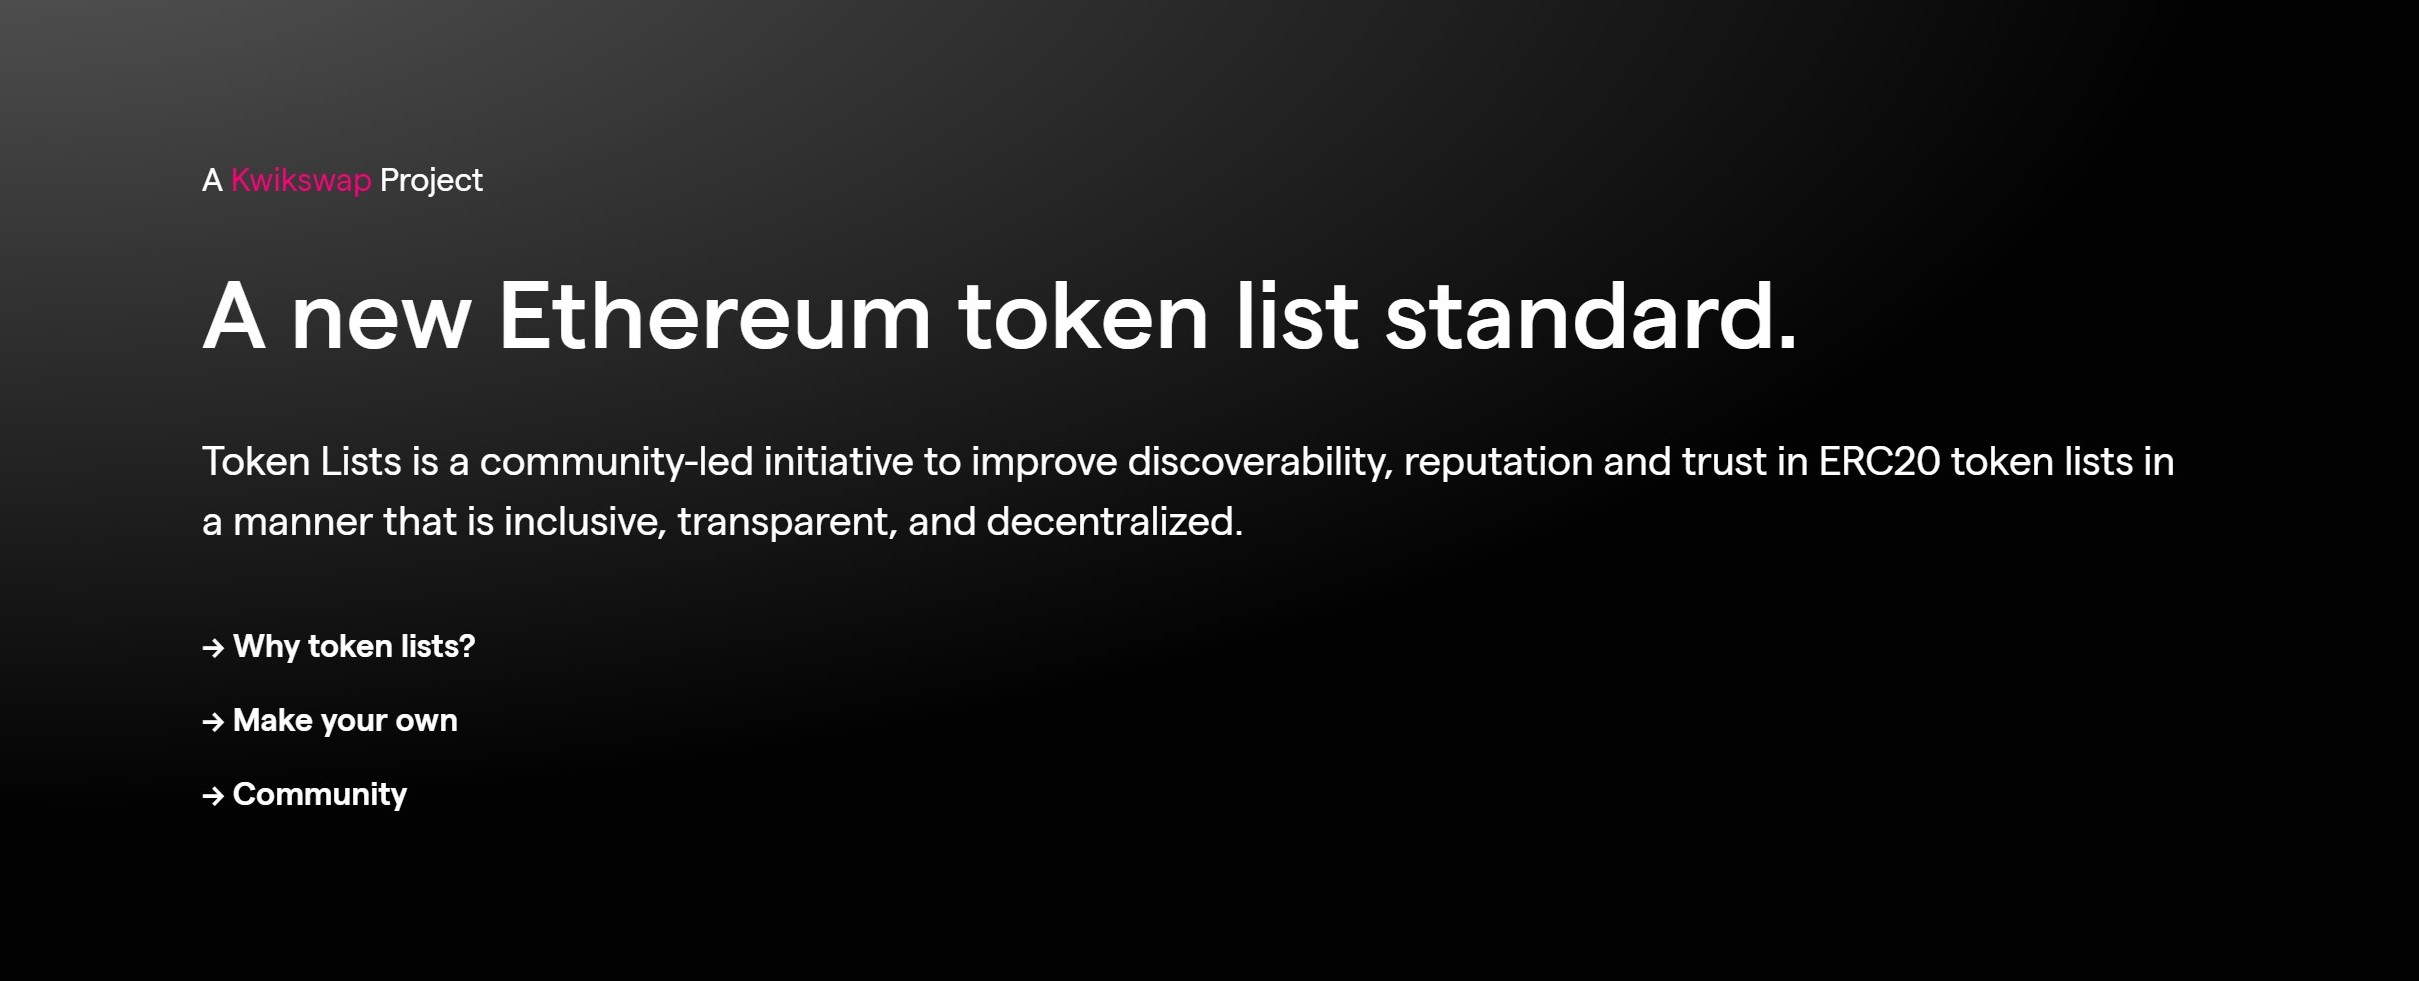 A Kwikswap Project
A new Ethereum token list standard.
Token Lists is a community-led initiative to improve discoverability, reputation and trust in ERC20 token lists in
a manner that is inclusive, transparent, and decentralized.
→ Why token lists?
→ Make your own
→ Community